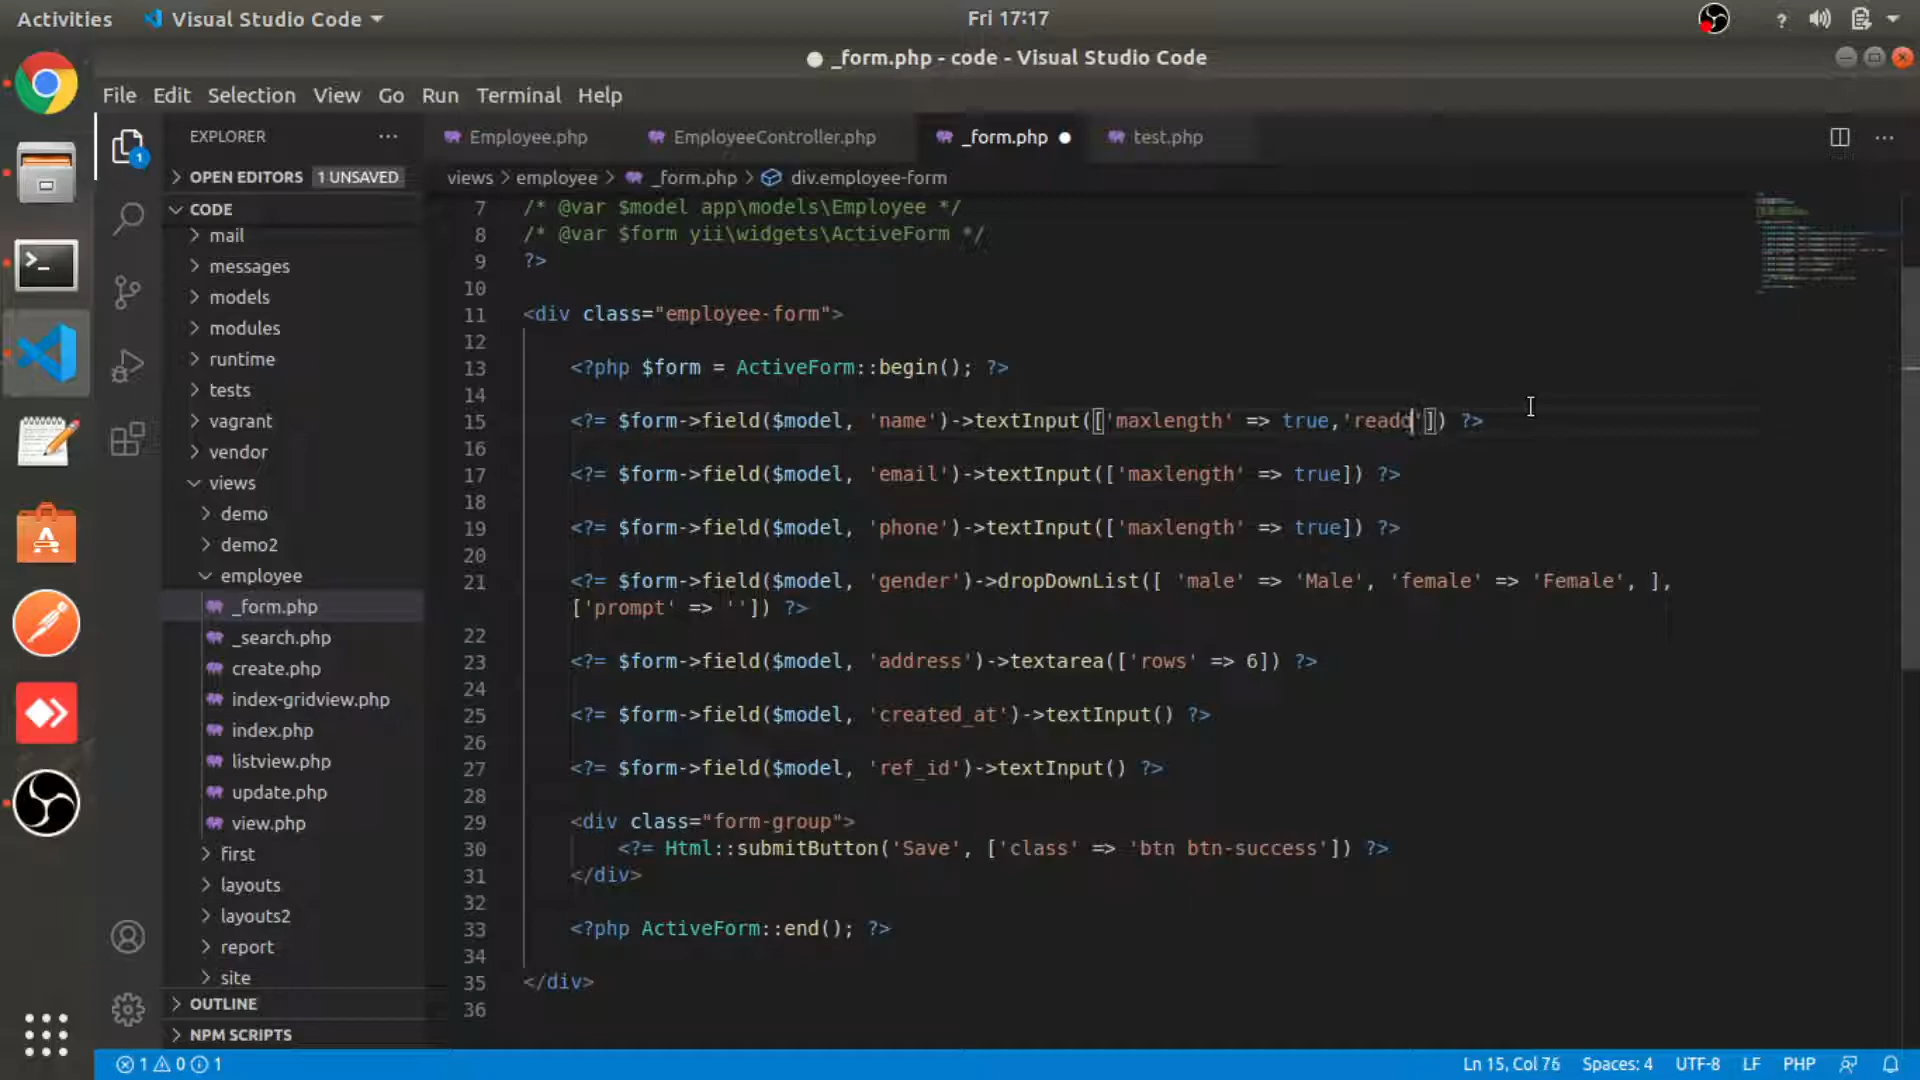 Activities Visual Studio Code Fri 17:17 ?
_form.php - code - Visual Studio Code
File Edit Selection View Go Run Terminal Help
EXPLORER ··· Employee.php EmployeeController.php _form.php test.php ···
1
OPEN EDITORS 1 UNSAVED views > employee > _form.php > div.employee-form
CODE
mail
messages
models
modules
runtime
tests
vagrant
vendor
views
demo
demo2
employee
_form.php
_search.php
create.php
index-gridview.php
index.php
listview.php
update.php
view.php
first
layouts
layouts2
report
site
OUTLINE
NPM SCRIPTS
7 /* @var $model app\models\Employee */
8 /* @var $form yii\widgets\ActiveForm */
9 ?>
10
11 <div class="employee-form">
12
13 <?php $form = ActiveForm::begin(); ?>
14
15 <?= $form->field($model, 'name')->textInput(['maxlength' => true,'reado']) ?>
16
17 <?= $form->field($model, 'email')->textInput(['maxlength' => true]) ?>
18
19 <?= $form->field($model, 'phone')->textInput(['maxlength' => true]) ?>
20
21 <?= $form->field($model, 'gender')->dropDownList([ 'male' => 'Male', 'female' => 'Female', ],
['prompt' => '']) ?>
22
23 <?= $form->field($model, 'address')->textarea(['rows' => 6]) ?>
24
25 <?= $form->field($model, 'created_at')->textInput() ?>
26
27 <?= $form->field($model, 'ref_id')->textInput() ?>
28
29 <div class="form-group">
30 <?= Html::submitButton('Save', ['class' => 'btn btn-success']) ?>
31 </div>
32
33 <?php ActiveForm::end(); ?>
34
35 </div>
36
1 0 1 Ln 15, Col 76 Spaces: 4 UTF-8 LF PHP